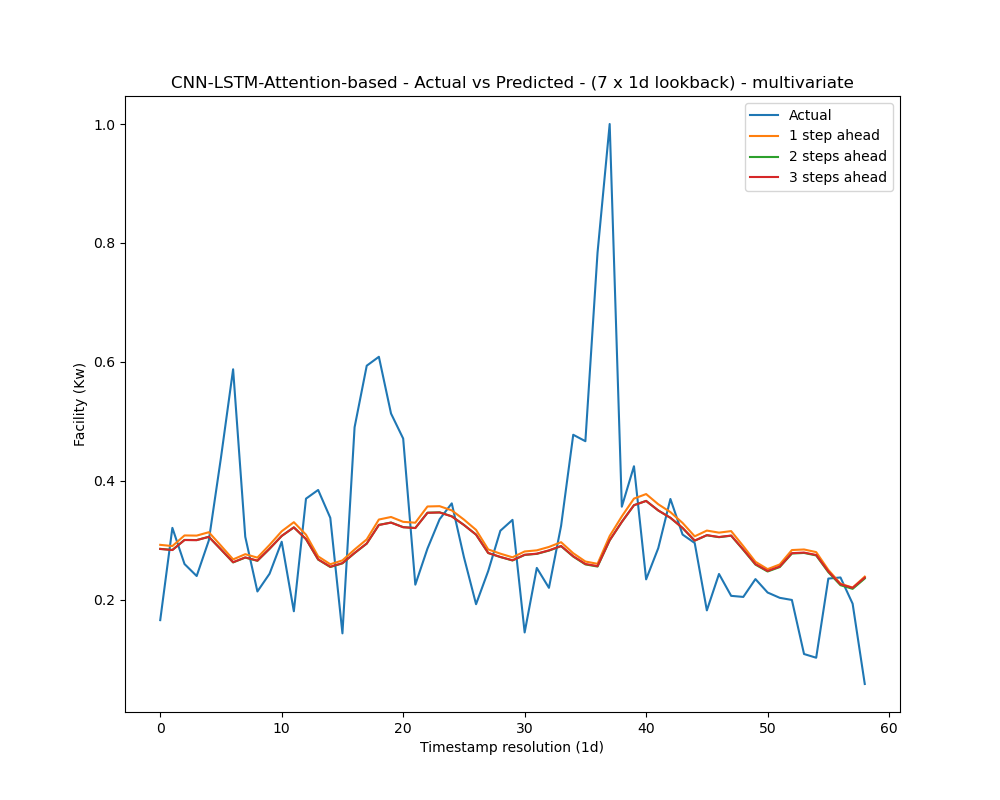 CNN-LSTM-Attention-based - Actual vs Predicted - (7 x 1d lookback) - multivariate
Actual
1 step ahead
2 steps ahead
3 steps ahead
1.0
0.8
0.6
0.4
0.2
Facility (Kw)
0 10 20 30 40 50 60
Timestamp resolution (1d)